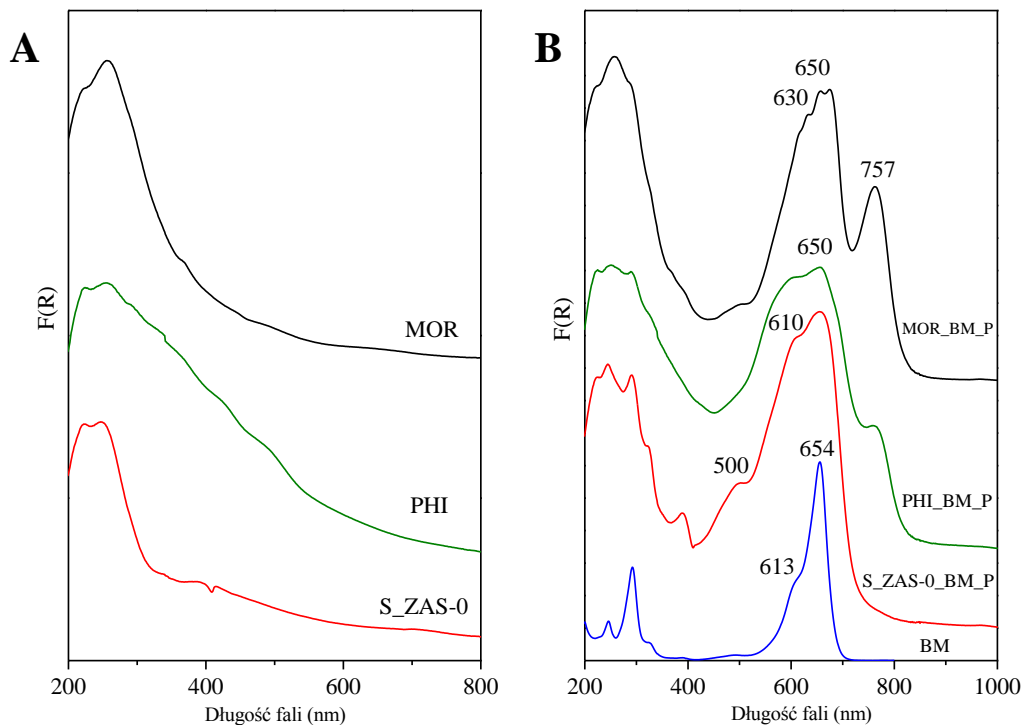 A
F(R)
MOR
PHI
S_ZAS-0
200 400 600 800
Długość fali (nm)
B
F(R)
650
630
757
MOR_BM_P
650
PHI_BM_P
610
500
S_ZAS-0_BM_P
654
613
BM
200 400 600 800 1000
Długość fali (nm)